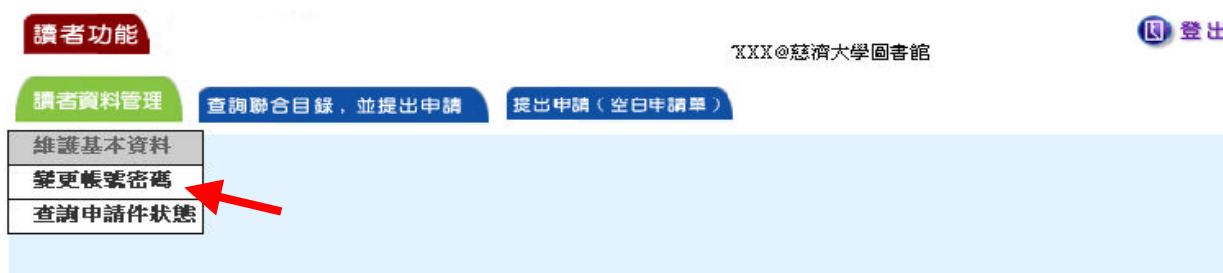 讀者功能
登出
XXX@慈濟大學圖書館
讀者資料管理
查詢聯合目錄，並提出申請
提出申請（空白申請單）
維護基本資料
變更帳號密碼
查詢申請件狀態